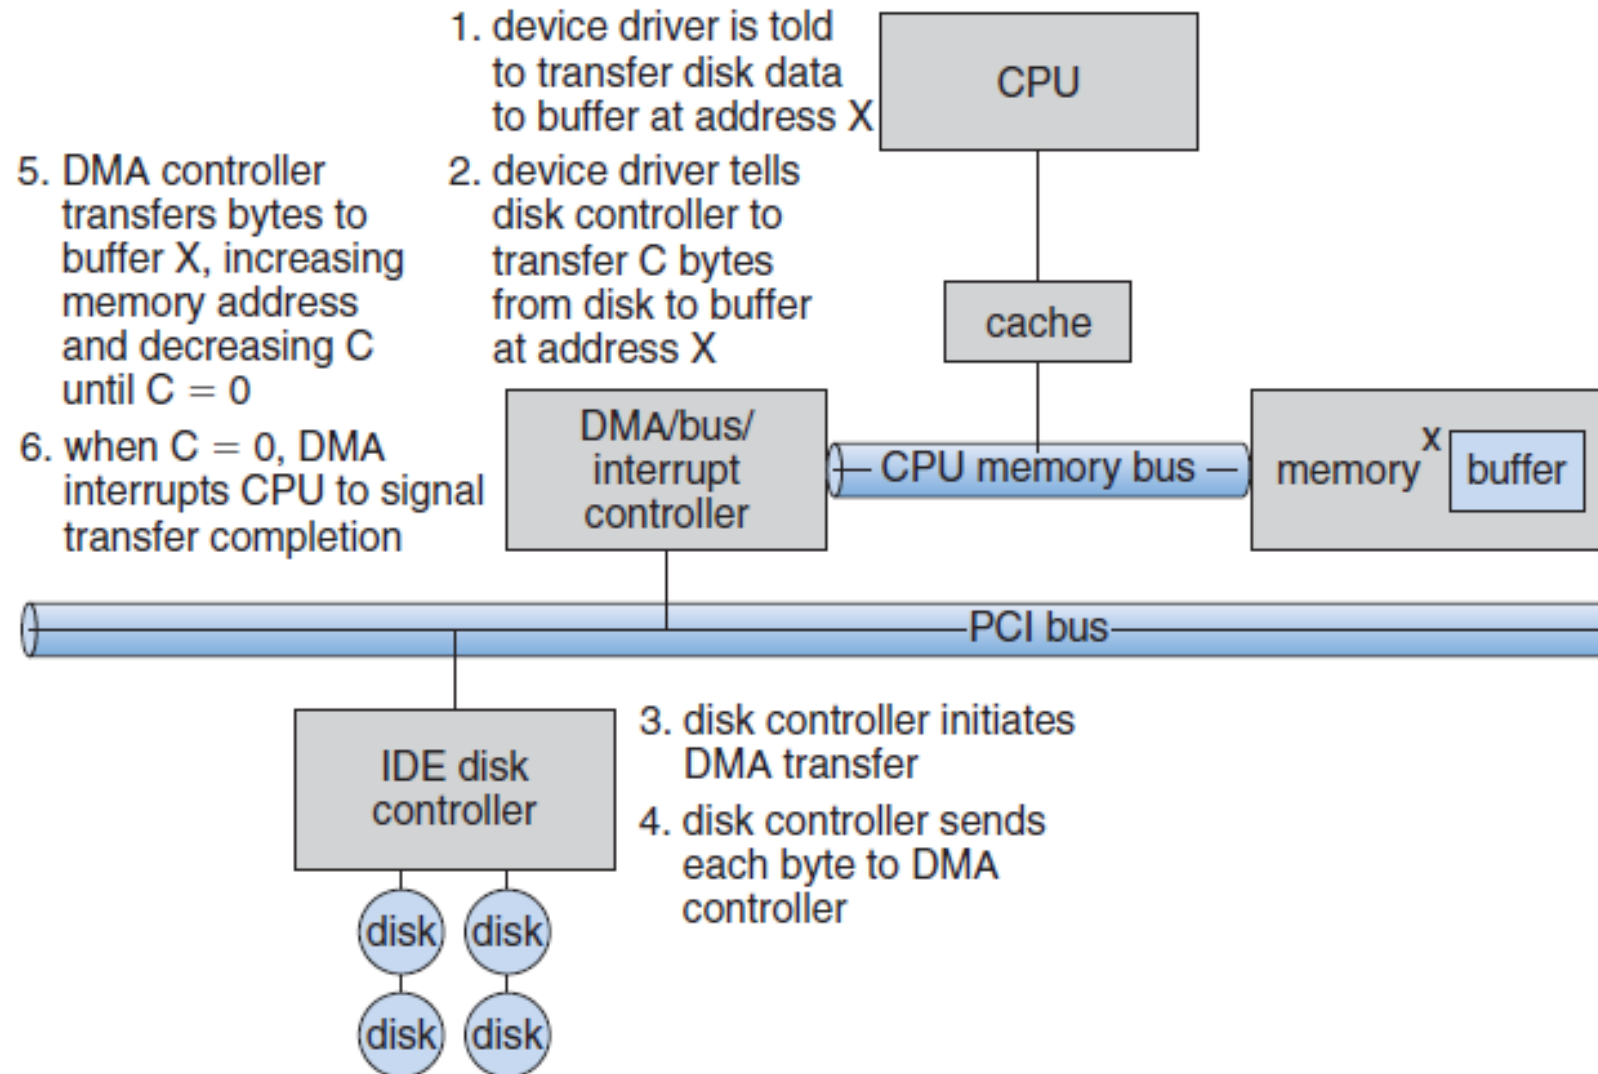 1. device driver is told
to transfer disk data
to buffer at address X
CPU
5. DMA controller
transfers bytes to
buffer X, increasing
memory address
and decreasing C
until C = 0
2. device driver tells
disk controller to
transfer C bytes
from disk to buffer
at address X
cache
6. when C = 0, DMA
interrupts CPU to signal
transfer completion
DMA/bus/
interrupt
controller
CPU memory bus
memory
x
buffer
PCI bus
IDE disk
controller
3. disk controller initiates
DMA transfer
4. disk controller sends
each byte to DMA
controller
disk
disk
disk
disk